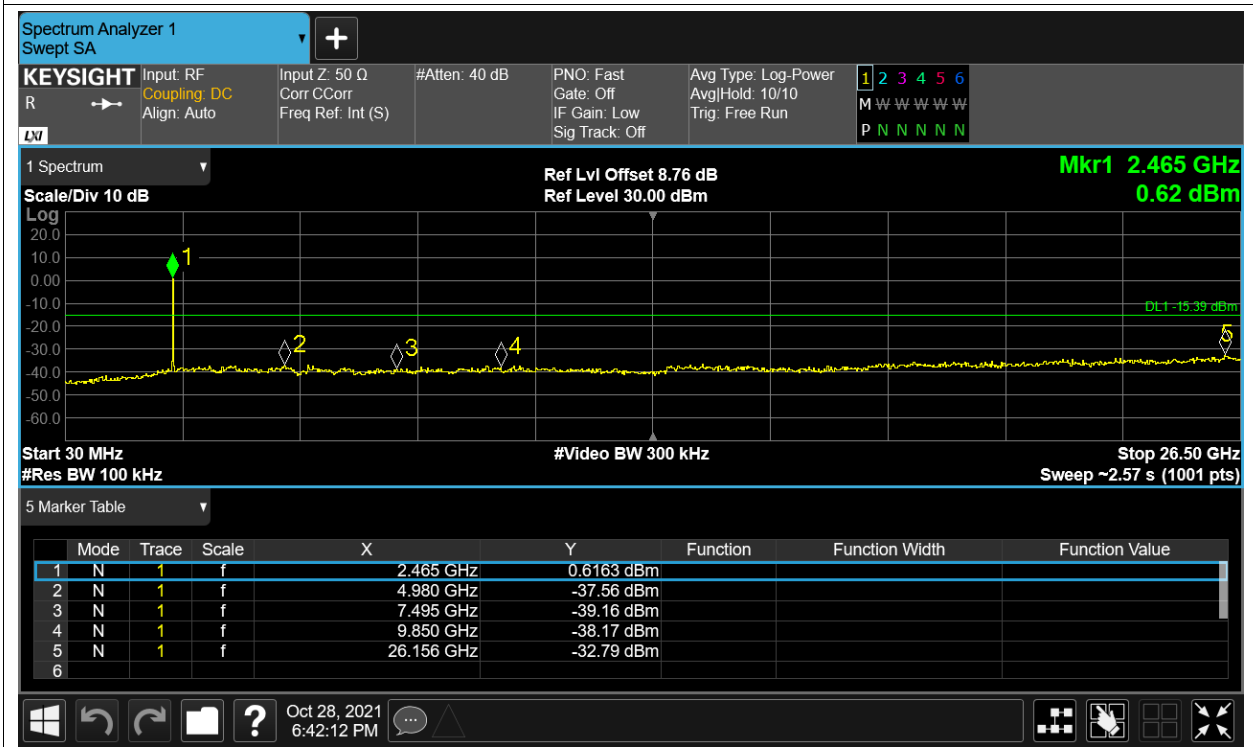 Spectrum Analyzer 1
Swept SA
+
KEYSIGHT Input: RF Input Z: 50 Ω #Atten: 40 dB PNO: Fast Avg Type: Log-Power 1 2 3 4 5 6
R Coupling: DC Corr CCorr Gate: Off Avg|Hold: 10/10 M W W W W W
Align: Auto Freq Ref: Int (S) IF Gain: Low Trig: Free Run
LXI Sig Track: Off P N N N N N
1 Spectrum Ref Lvl Offset 8.76 dB Mkr1 2.465 GHz
Scale/Div 10 dB Ref Level 30.00 dBm 0.62 dBm
Log
20.0
10.0 1
0.00
-10.0 DL1 -15.39 dBm
-20.0
-30.0 2 3 4 5
-40.0
-50.0
-60.0
Start 30 MHz #Video BW 300 kHz Stop 26.50 GHz
#Res BW 100 kHz Sweep ~2.57 s (1001 pts)
5 Marker Table
Mode Trace Scale X Y Function Function Width Function Value
1 N 1 f 2.465 GHz 0.6163 dBm
2 N 1 f 4.980 GHz -37.56 dBm
3 N 1 f 7.495 GHz -39.16 dBm
4 N 1 f 9.850 GHz -38.17 dBm
5 N 1 f 26.156 GHz -32.79 dBm
6
? Oct 28, 2021
6:42:12 PM